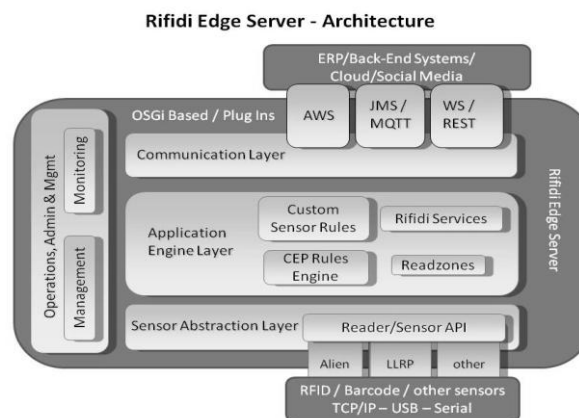 Rifidi Edge Server - Architecture
ERP/Back-End Systems/
Cloud/Social Media
OSGi Based / Plug Ins
AWS
JMS /
MQTT
WS /
REST
Communication Layer
Operations, Admin & Mgmt
Monitoring
Management
Rifidi Edge Server
Application
Engine Layer
Custom
Sensor Rules
Rifidi Services
CEP Rules
Engine
Readzones
Sensor Abstraction Layer
Reader/Sensor API
Alien
LLRP
other
RFID / Barcode / other sensors
TCP/IP – USB – Serial